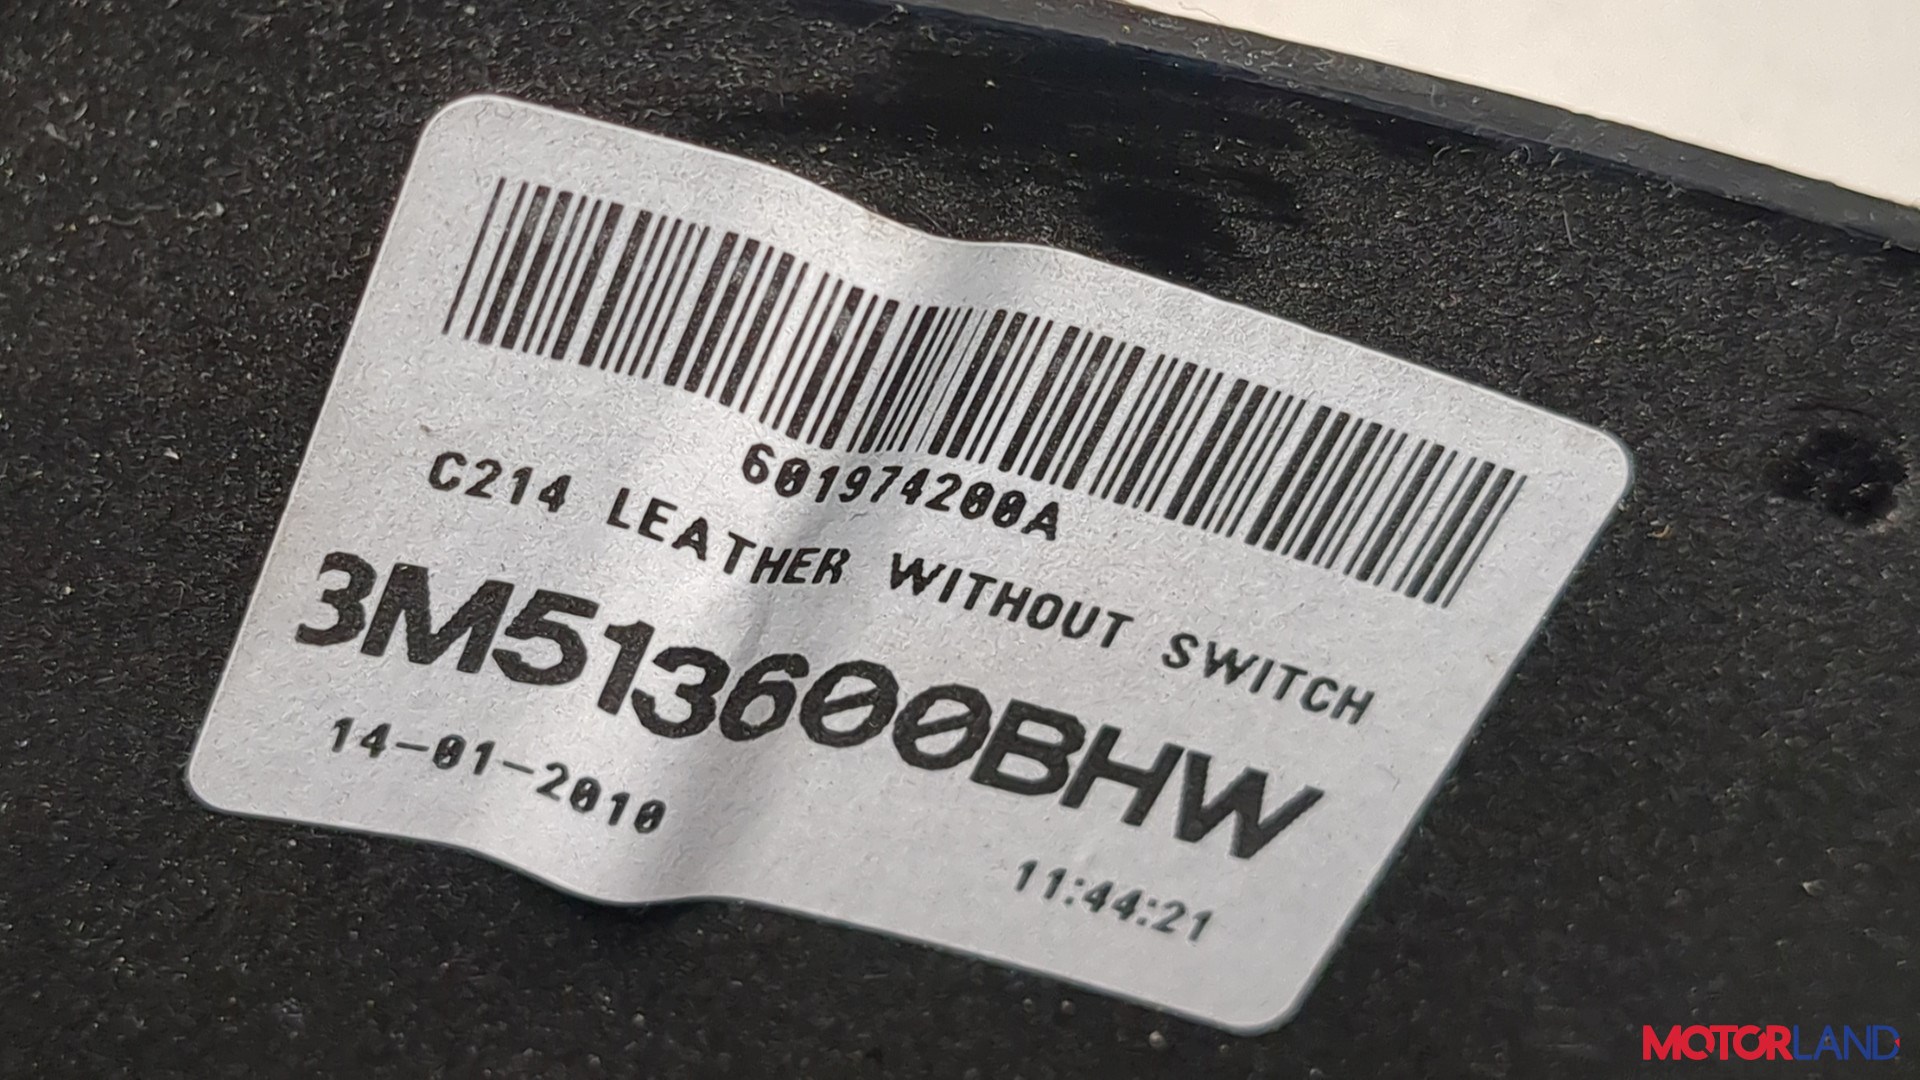 601974200A
C214 LEATHER WITHOUT SWITCH
3M513600BHW
14-01-2010
11:44:21
MOTORLAND